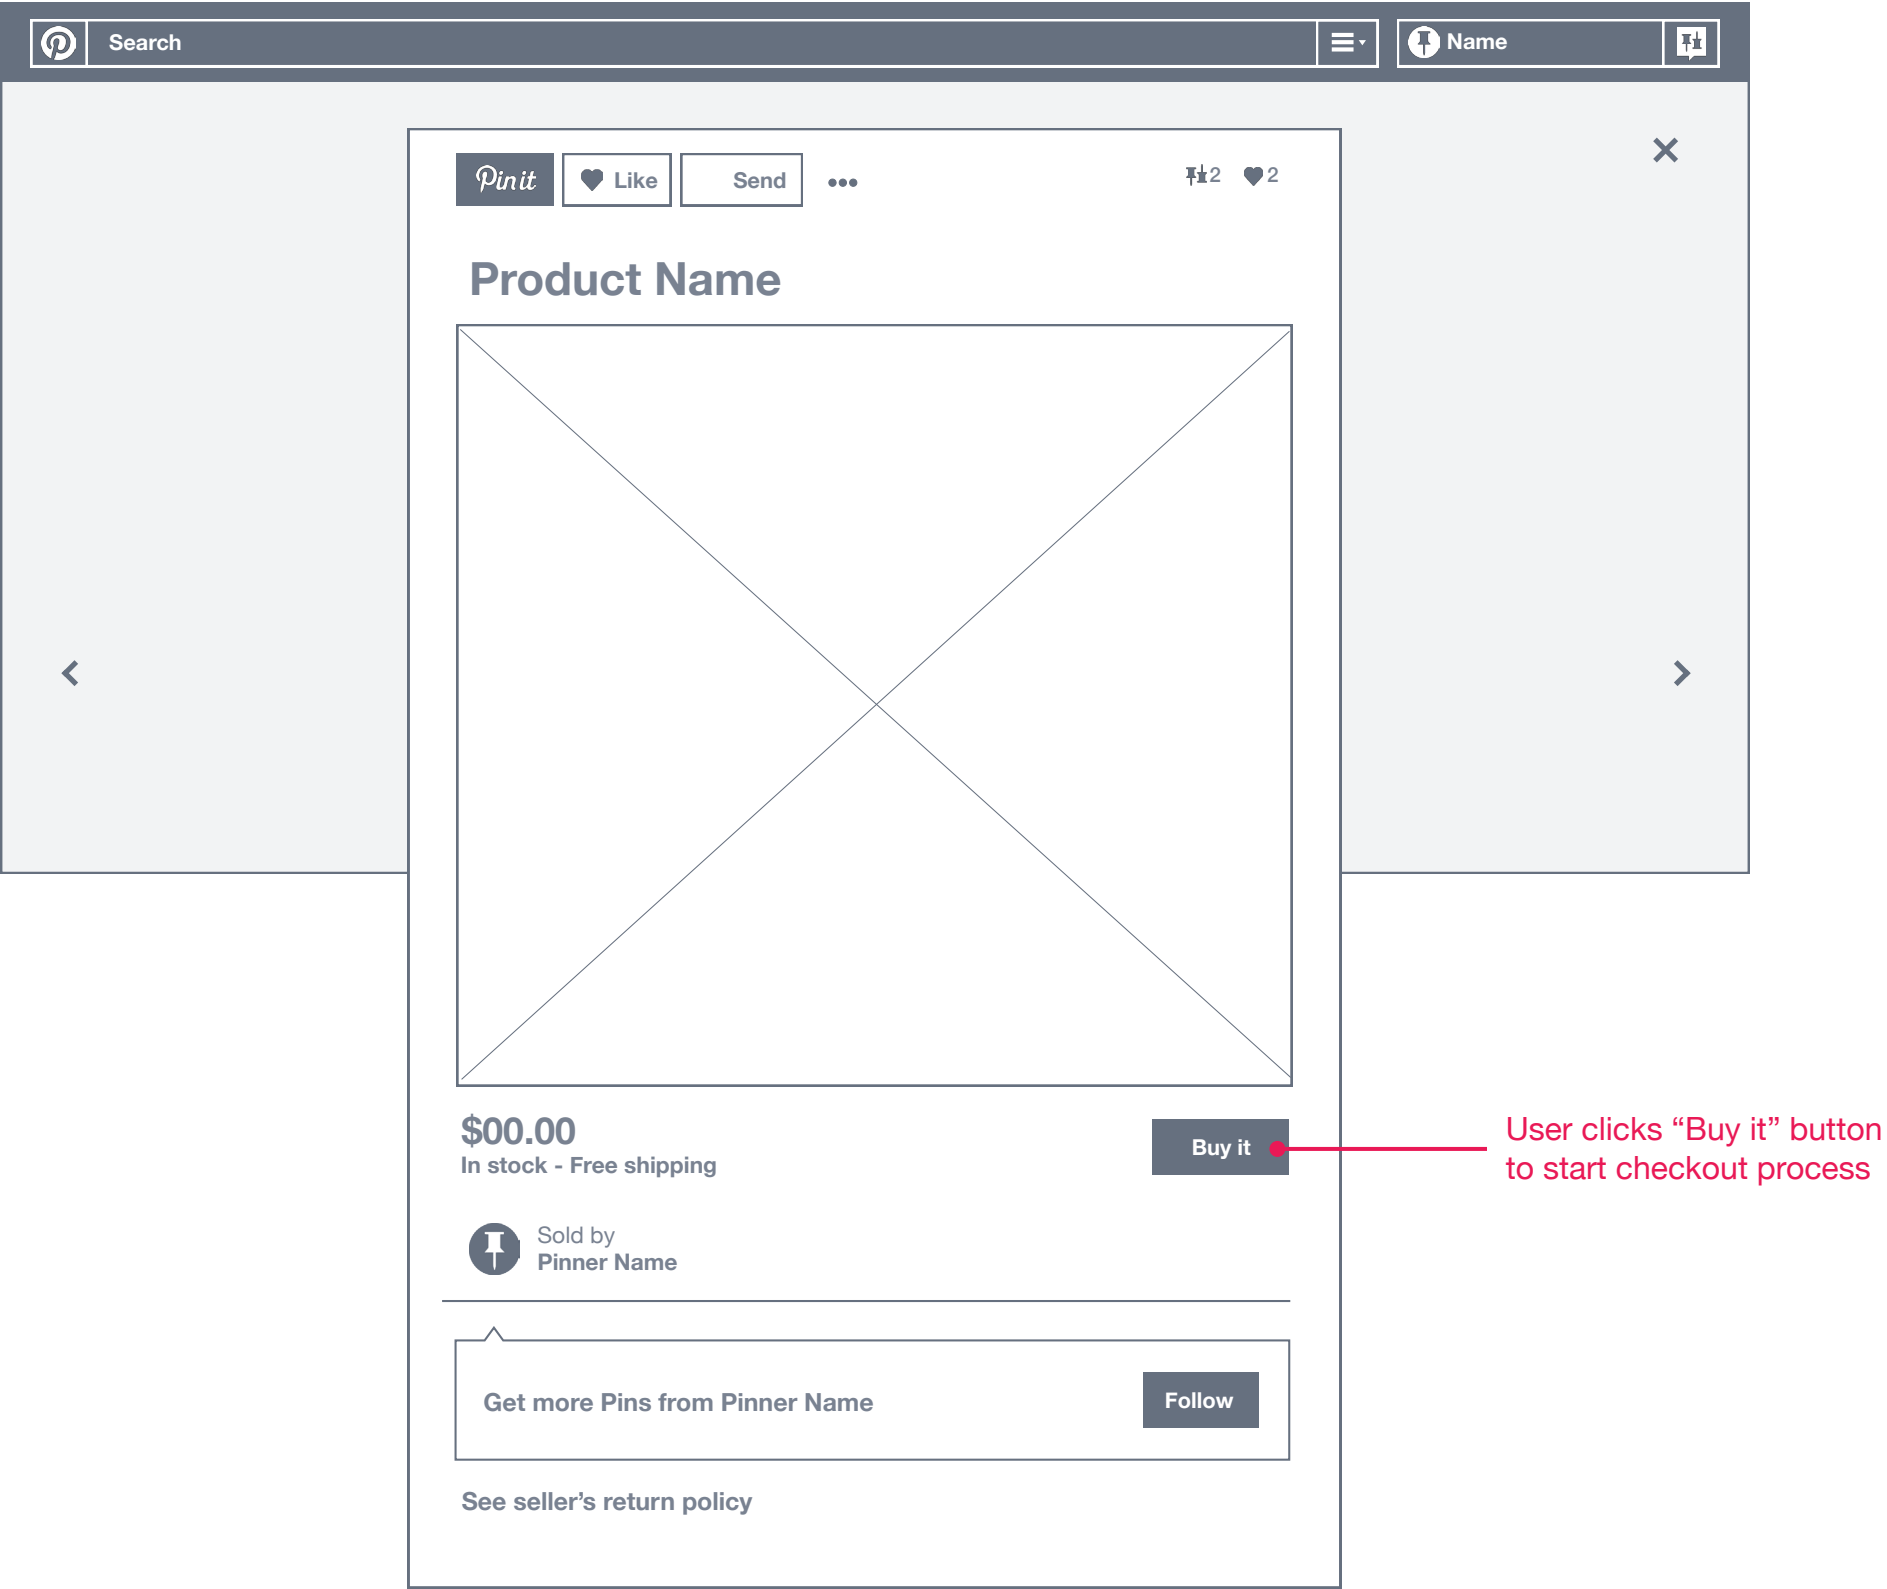 Search
Name
Pin it
Like
Send
2
2
Product Name
$00.00
In stock - Free shipping
Buy it
User clicks “Buy it” button
to start checkout process
Sold by
Pinner Name
Get more Pins from Pinner Name
Follow
See seller’s return policy